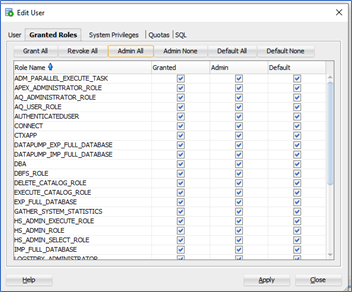 Edit User
User Granted Roles System Privileges Quotas SQL
Grant All Revoke All Admin All Admin None Default All Default None
Role Name Granted Admin Default
ADM_PARALLEL_EXECUTE_TASK
APEX_ADMINISTRATOR_ROLE
AQ_ADMINISTRATOR_ROLE
AQ_USER_ROLE
AUTHENTICATEDUSER
CONNECT
CTXAPP
DATAPUMP_EXP_FULL_DATABASE
DATAPUMP_IMP_FULL_DATABASE
DBA
DBFS_ROLE
DELETE_CATALOG_ROLE
EXECUTE_CATALOG_ROLE
EXP_FULL_DATABASE
GATHER_SYSTEM_STATISTICS
HS_ADMIN_EXECUTE_ROLE
HS_ADMIN_ROLE
HS_ADMIN_SELECT_ROLE
IMP_FULL_DATABASE
LOGSTDBY_ADMINISTRATOR
Help Apply Close